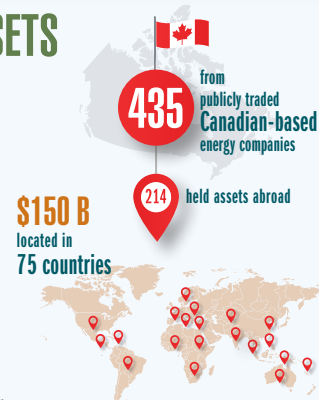 SETS
435
from
publicly traded
Canadian-based
energy companies
214
held assets abroad
$150 B
located in
75 countries